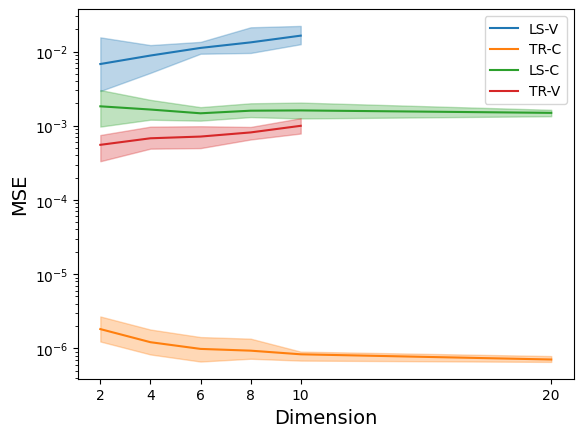 LS-V
TR-C
LS-C
TR-V
10⁻²
10⁻³
10⁻⁴
10⁻⁵
10⁻⁶
MSE
2 4 6 8 10 20
Dimension